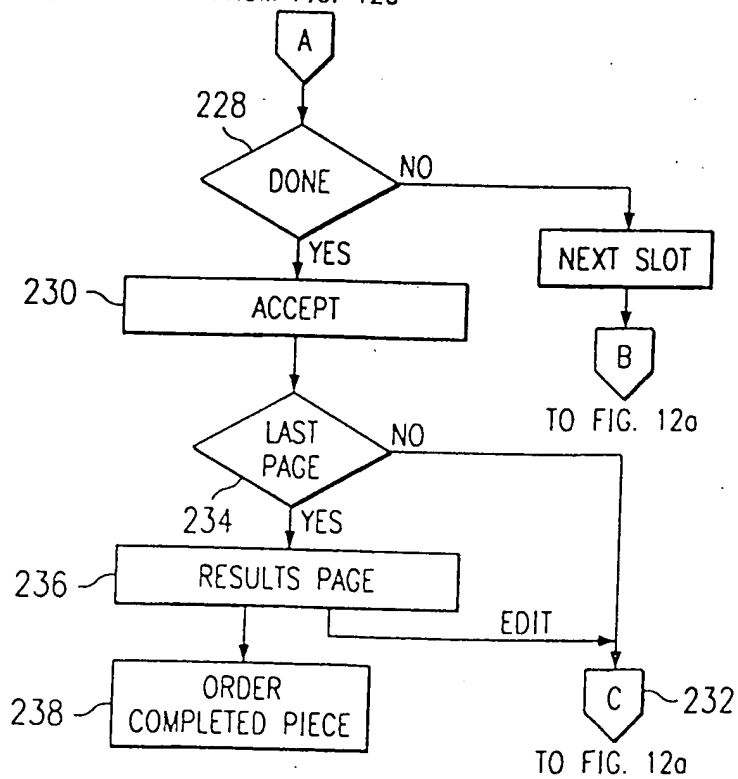 A
228
DONE
NO
YES
NEXT SLOT
230
ACCEPT
B
TO FIG. 12a
LAST
PAGE
NO
234
YES
236
RESULTS PAGE
EDIT
238
ORDER
COMPLETED PIECE
C
232
TO FIG. 12a